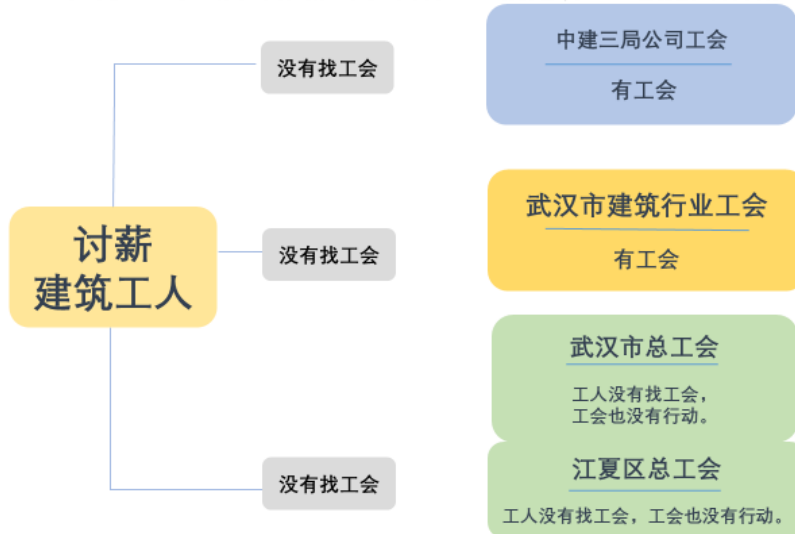 没有找工会
中建三局公司工会
有工会
讨薪
建筑工人
没有找工会
武汉市建筑行业工会
有工会
没有找工会
武汉市总工会
工人没有找工会，
工会也没有行动。
江夏区总工会
工人没有找工会，工会也没有行动。